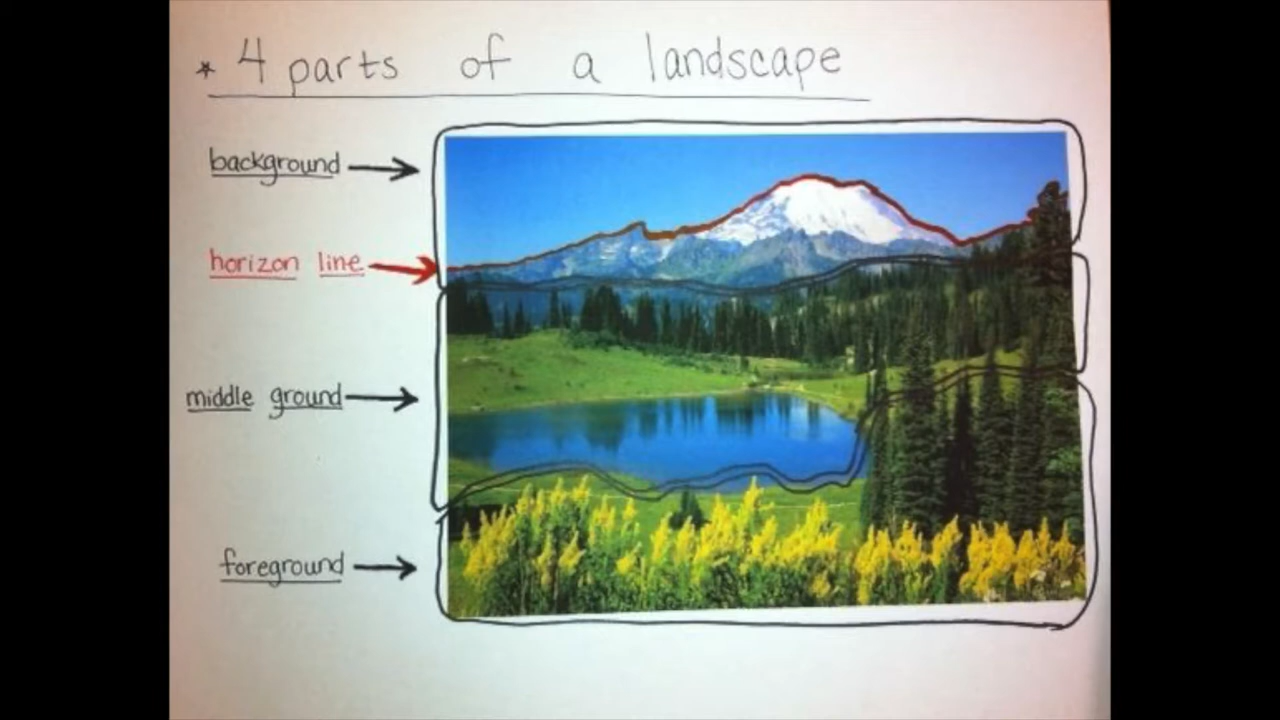 * 4 parts of a landscape
background
horizon line
middle ground
foreground